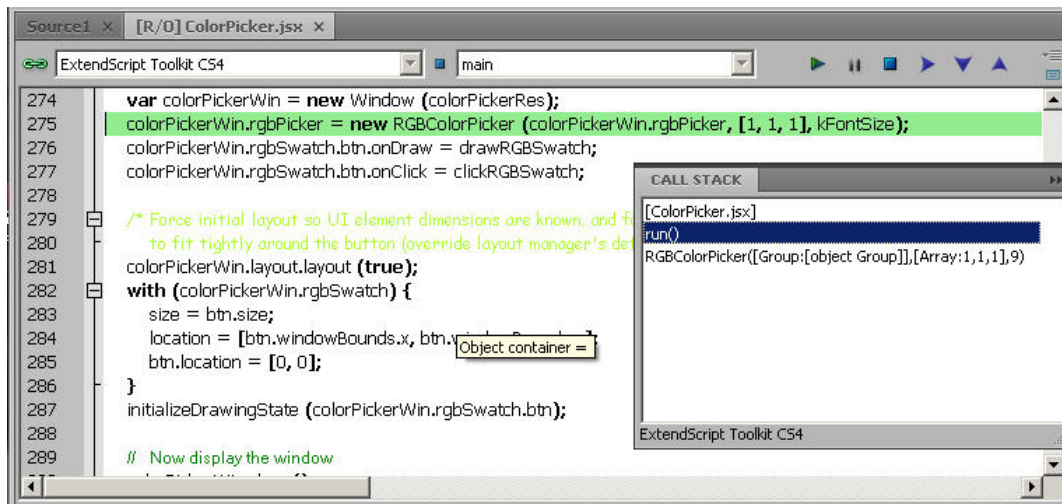 Source1 × [R/O] ColorPicker.jsx ×
ExtendScript Toolkit CS4 main
274 var colorPickerWin = new Window (colorPickerRes);
275 colorPickerWin.rgbPicker = new RGBColorPicker (colorPickerWin.rgbPicker, [1, 1, 1], kFontSize);
276 colorPickerWin.rgbSwatch.btn.onDraw = drawRGBSwatch;
277 colorPickerWin.rgbSwatch.btn.onClick = clickRGBSwatch;
278
279 /* Force initial layout so UI element dimensions are known, and
280 to fit tightly around the button (override layout manager's
281 colorPickerWin.layout.layout (true);
282 with (colorPickerWin.rgbSwatch) {
283 size = btn.size;
284 location = [btn.windowBounds.x,
285 btn.location = [0, 0];
286 }
287 initializeDrawingState (colorPickerWin.rgbSwatch.btn);
288
289 // Now display the window
Object container =
CALL STACK
[ColorPicker.jsx]
run()
RGBColorPicker([Group:[object Group]],[Array:1,1,1],9)
ExtendScript Toolkit CS4